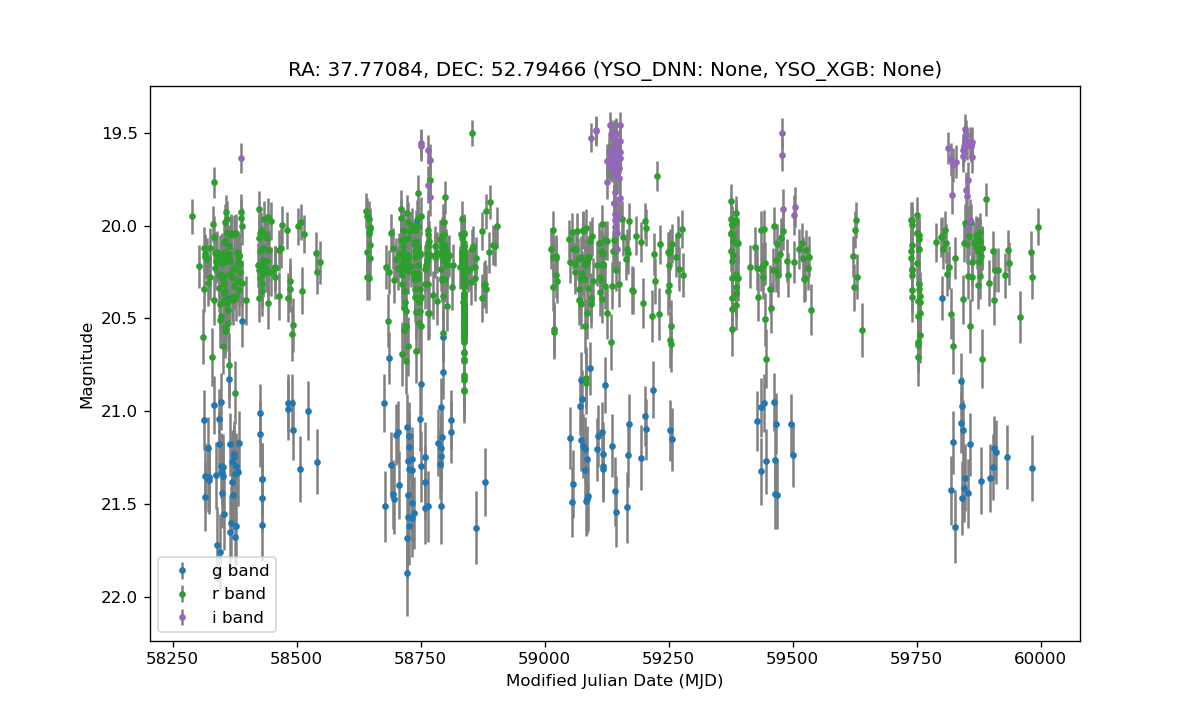 RA: 37.77084, DEC: 52.79466 (YSO_DNN: None, YSO_XGB: None)
Magnitude
19.5
20.0
20.5
21.0
21.5
22.0
g band
r band
i band
58250 58500 58750 59000 59250 59500 59750 60000
Modified Julian Date (MJD)